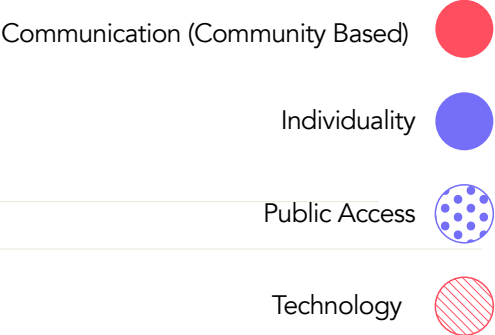 Communication (Community Based)
Individuality
Public Access
Technology